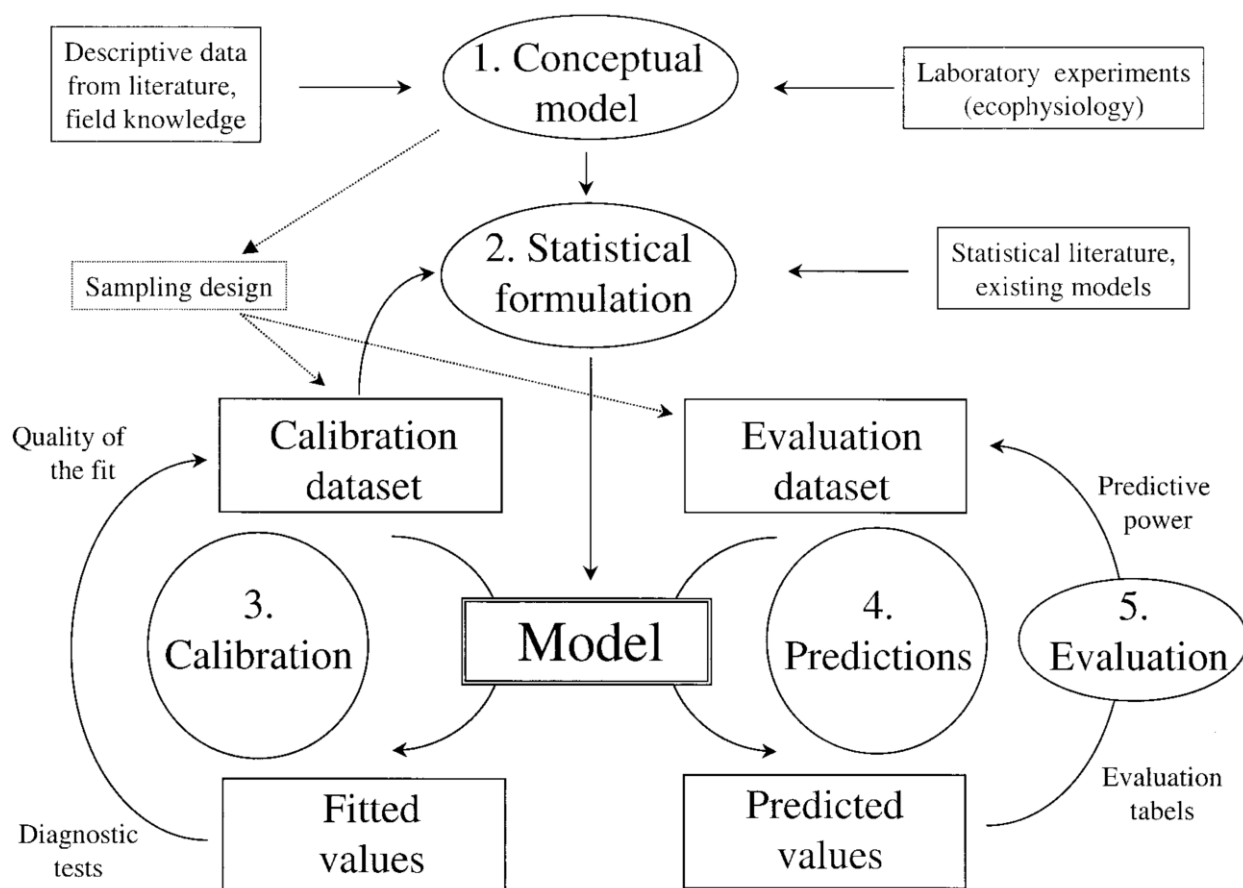 Descriptive data
from literature,
field knowledge
1. Conceptual
model
Laboratory experiments
(ecophysiology)
Sampling design
2. Statistical
formulation
Statistical literature,
existing models
Quality of
the fit
Calibration
dataset
Evaluation
dataset
Predictive
power
3.
Calibration
Model
4.
Predictions
5.
Evaluation
Diagnostic
tests
Fitted
values
Predicted
values
Evaluation
tabels